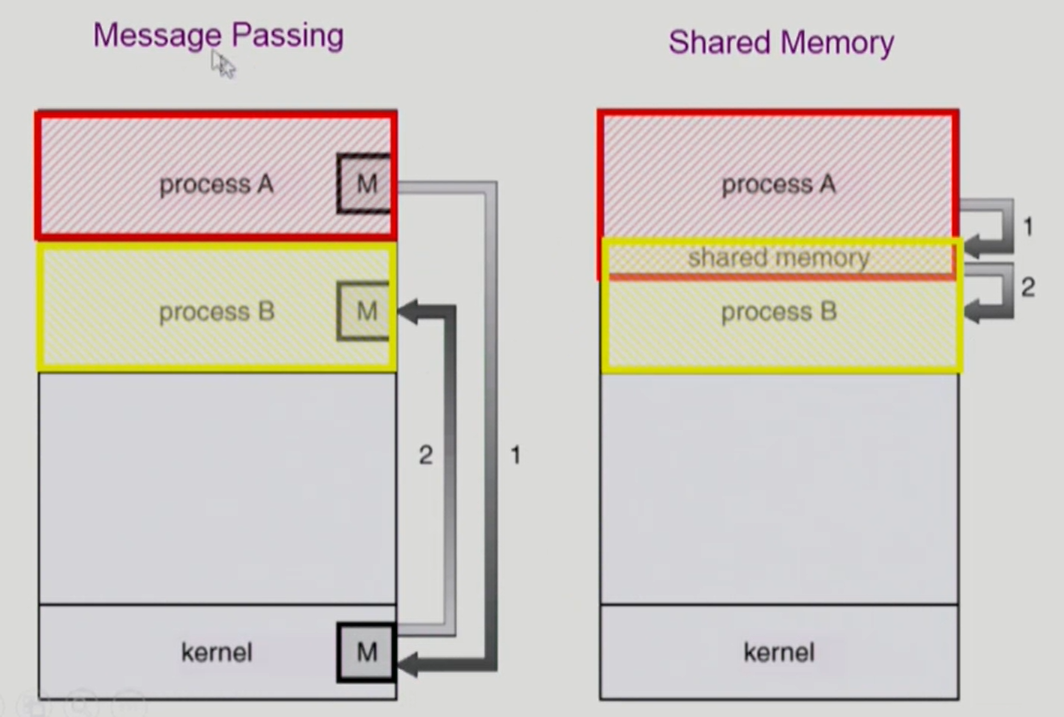 Message Passing
process A
M
process B
M
2
1
kernel
M
Shared Memory
process A
1
shared memory
2
process B
kernel